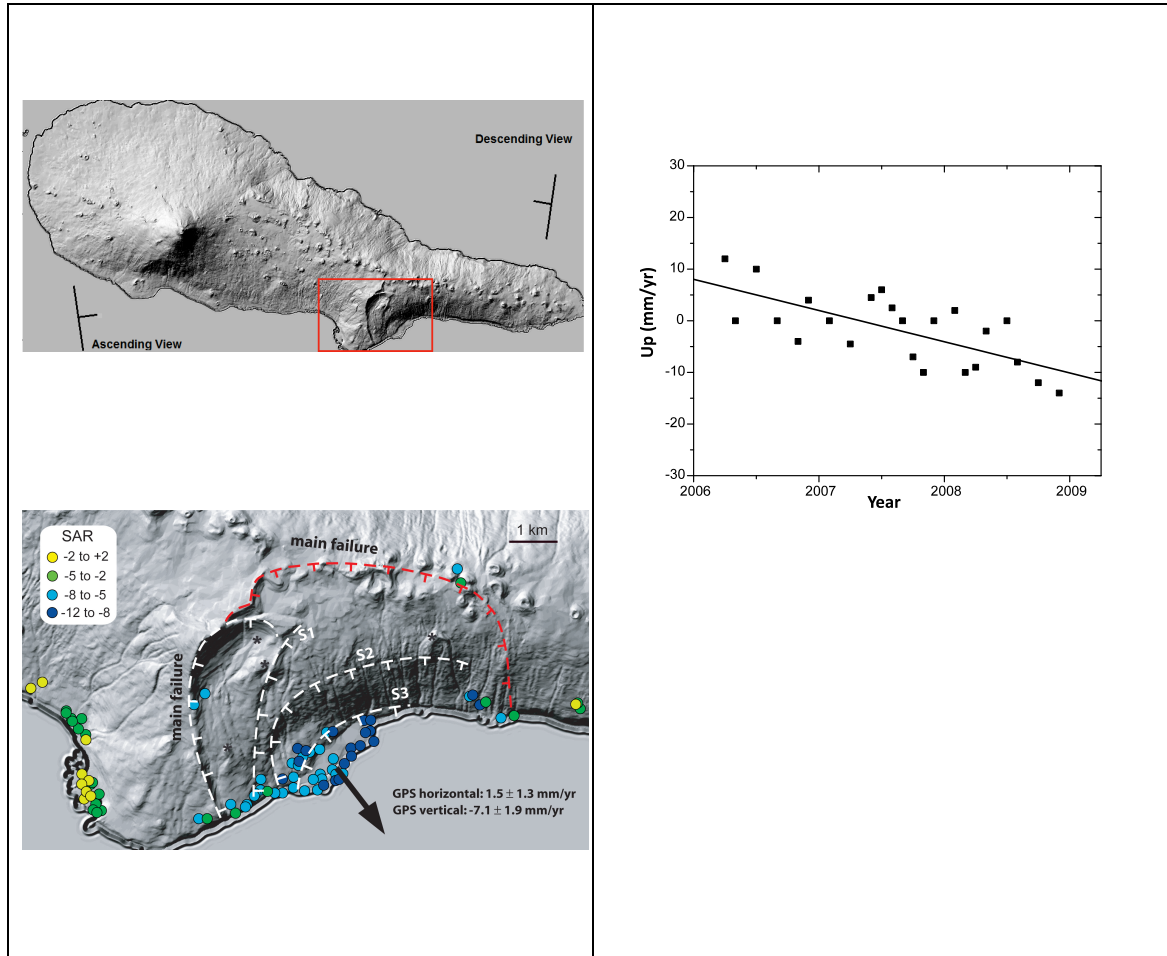 Descending View
Ascending View
SAR
-2 to +2
-5 to -2
-8 to -5
-12 to -8
1 km
main failure
main failure
S1
S2
S3
*
*
*
*
GPS horizontal: 1.5 ± 1.3 mm/yr
GPS vertical: -7.1 ± 1.9 mm/yr
30
20
10
0
-10
-20
-30
Up (mm/yr)
2006
2007
2008
2009
Year